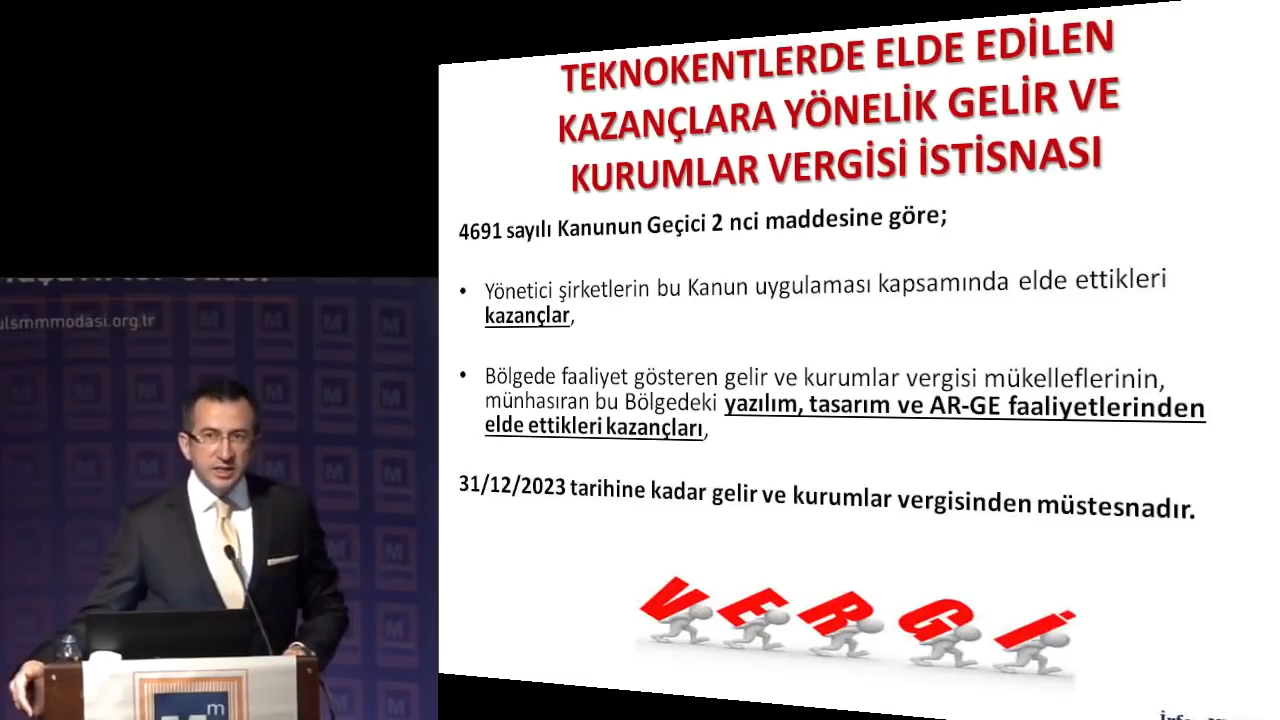 TEKNOKENTLERDE ELDE EDİLEN
KAZANÇLARA YÖNELİK GELİR VE
KURUMLAR VERGİSİ İSTİSNASI
4691 sayılı Kanunun Geçici 2 nci maddesine göre;
• Yönetici şirketlerin bu Kanun uygulaması kapsamında elde ettikleri
kazançlar,
• Bölgede faaliyet gösteren gelir ve kurumlar vergisi mükelleflerinin,
münhasıran bu Bölgedeki yazılım, tasarım ve AR-GE faaliyetlerinden
elde ettikleri kazançları,
31/12/2023 tarihine kadar gelir ve kurumlar vergisinden müstesnadır.
VERGİ
ulsmmmodasi.org.tr
M
M
M
M
M
m